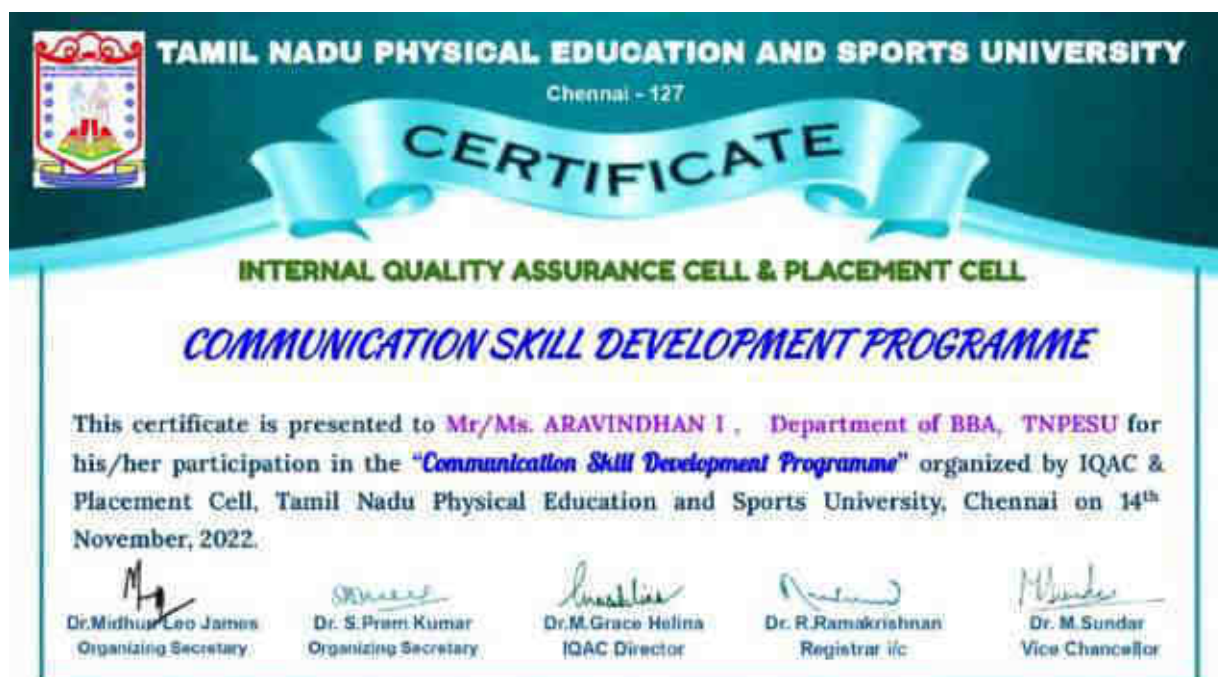 TAMIL NADU PHYSICAL EDUCATION AND SPORTS UNIVERSITY
Chennai - 127
CERTIFICATE
INTERNAL QUALITY ASSURANCE CELL & PLACEMENT CELL
COMMUNICATION SKILL DEVELOPMENT PROGRAMME
This certificate is presented to Mr/Ms. ARAVINDHAN I , Department of BBA, TNPESU for
his/her participation in the "Communication Skill Development Programme" organized by IQAC &
Placement Cell, Tamil Nadu Physical Education and Sports University, Chennai on 14th
November, 2022.
Dr.Midhun Leo James Dr. S.Prem Kumar Dr.M.Grace Helina Dr. R.Ramakrishnan Dr. M.Sundar
Organizing Secretary Organizing Secretary IQAC Director Registrar i/c Vice Chancellor